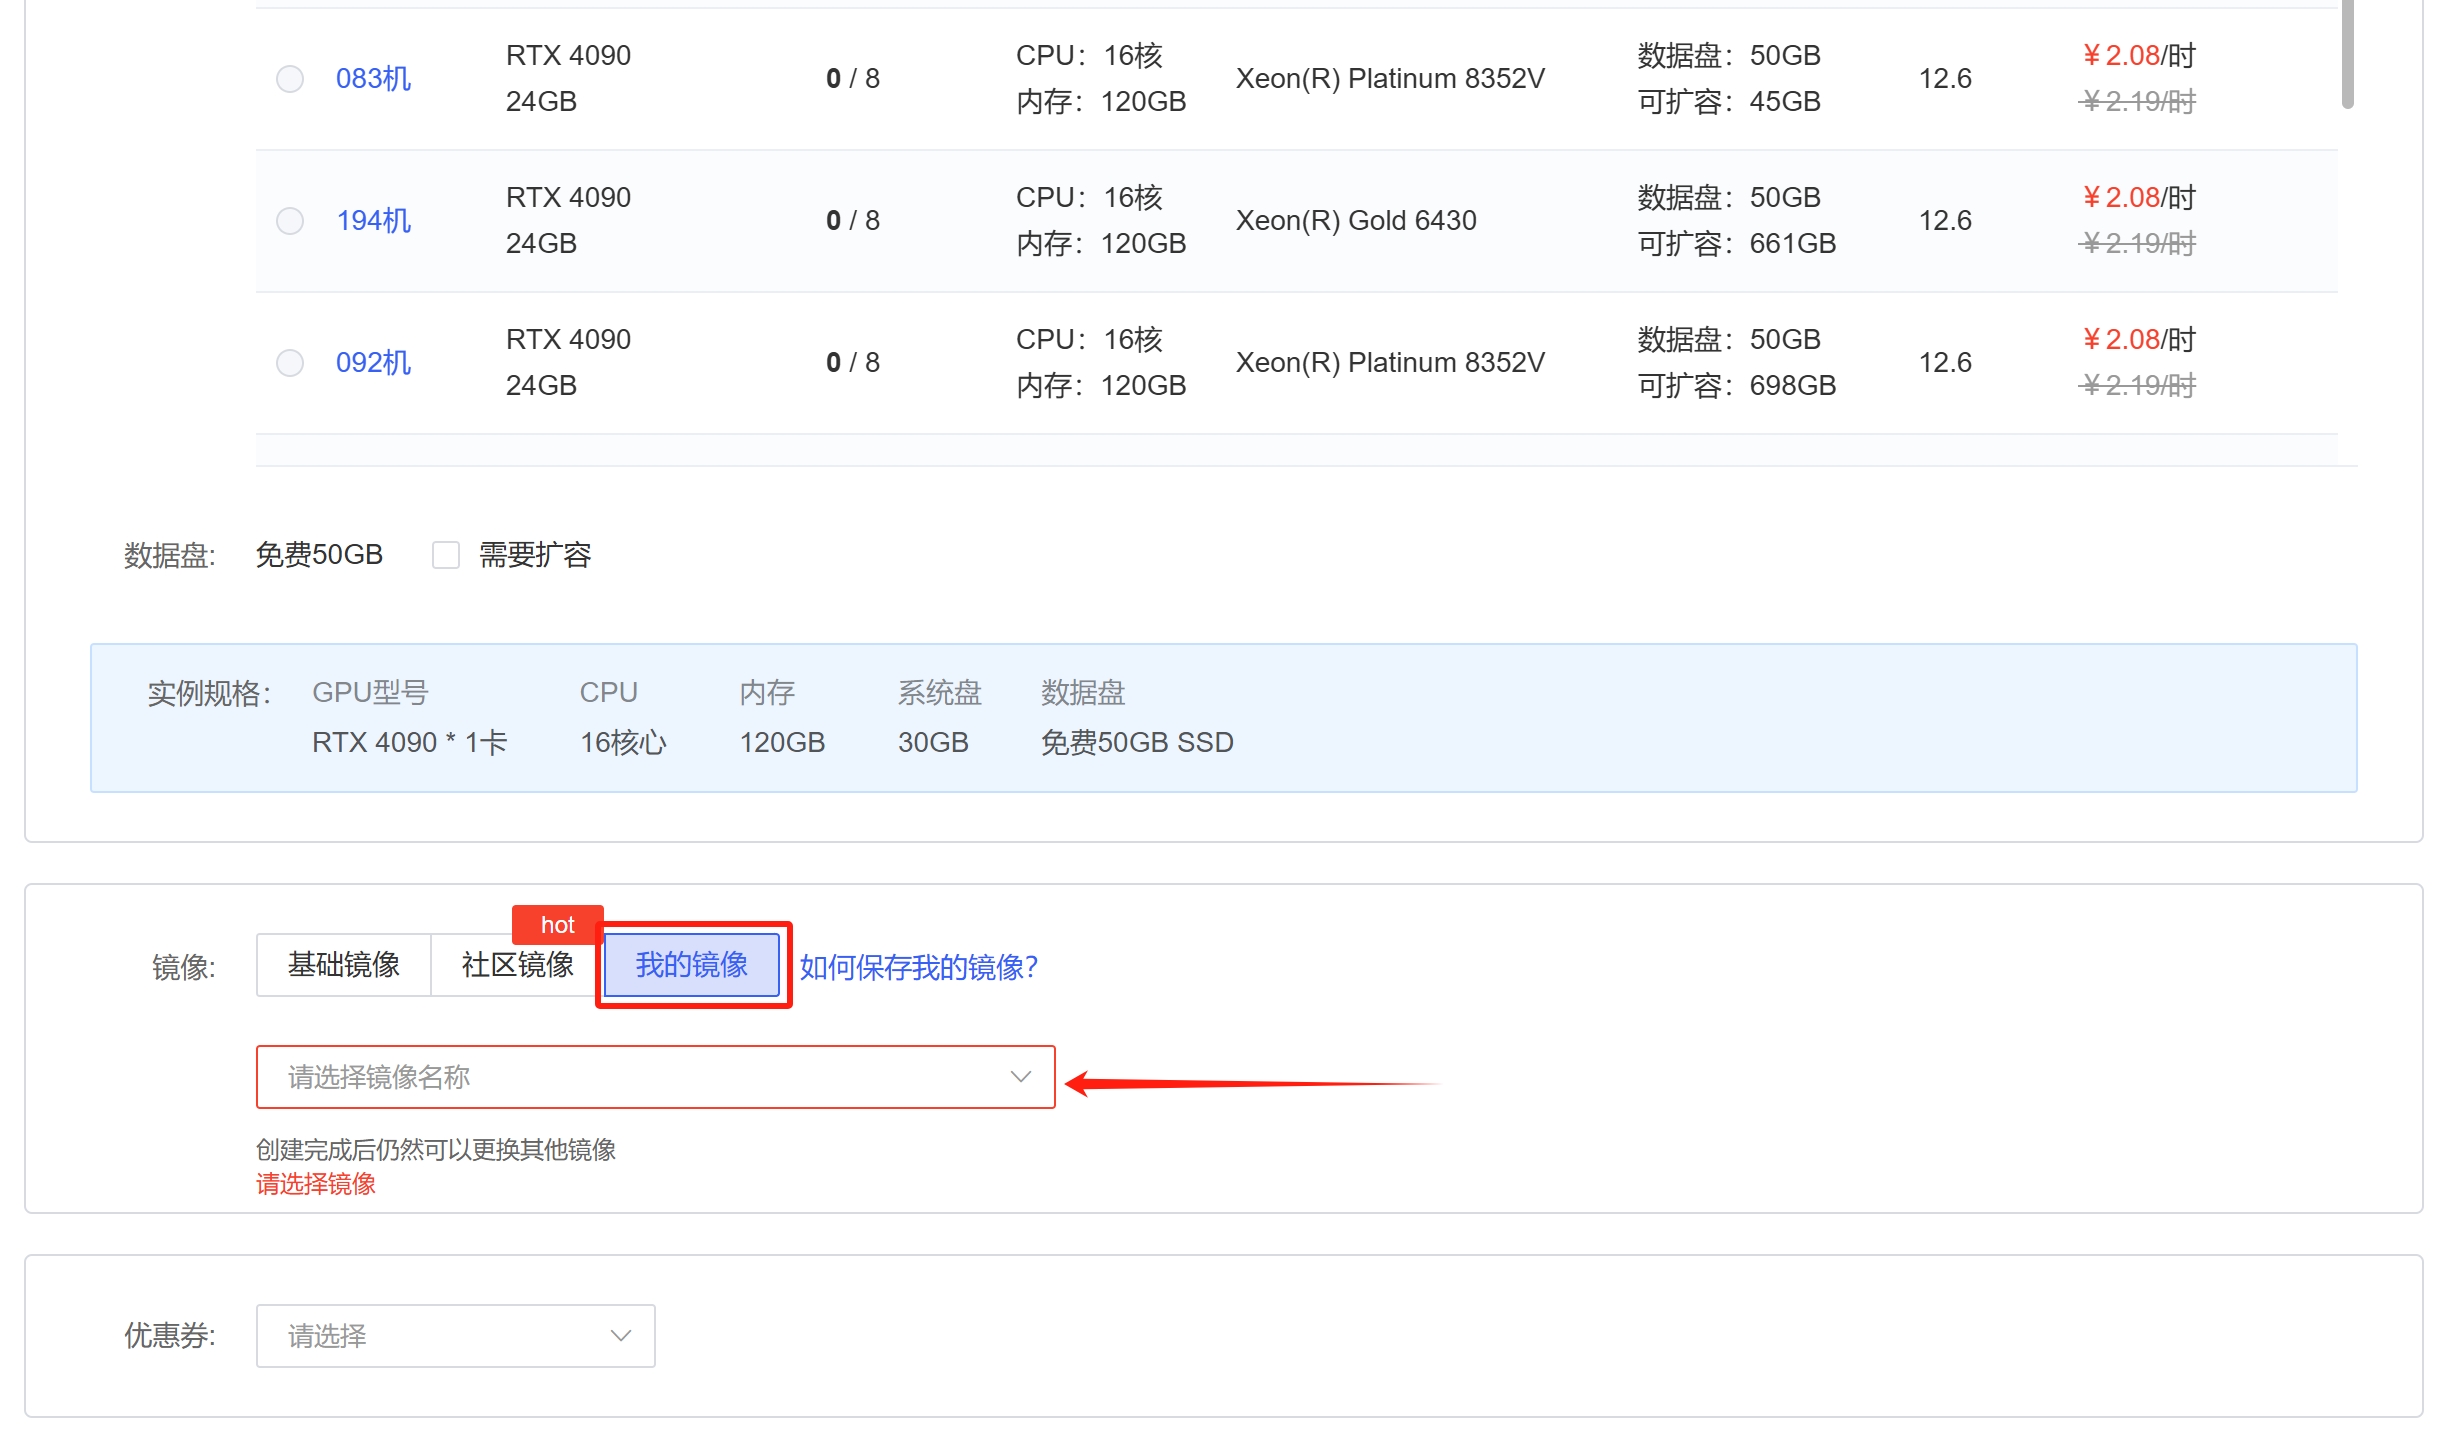 RTX 4090 CPU：16核 数据盘：50GB ￥2.08/时
083机 0 / 8 Xeon(R) Platinum 8352V 12.6
24GB 内存：120GB 可扩容：45GB ￥2.19/时
RTX 4090 CPU：16核 数据盘：50GB ￥2.08/时
194机 0 / 8 Xeon(R) Gold 6430 12.6
24GB 内存：120GB 可扩容：661GB ￥2.19/时
RTX 4090 CPU：16核 数据盘：50GB ￥2.08/时
092机 0 / 8 Xeon(R) Platinum 8352V 12.6
24GB 内存：120GB 可扩容：698GB ￥2.19/时
数据盘: 免费50GB 需要扩容
实例规格： GPU型号 CPU 内存 系统盘 数据盘
RTX 4090 * 1卡 16核心 120GB 30GB 免费50GB SSD
hot
镜像: 基础镜像 社区镜像 我的镜像 如何保存我的镜像？
请选择镜像名称
创建完成后仍然可以更换其他镜像
请选择镜像
优惠券: 请选择